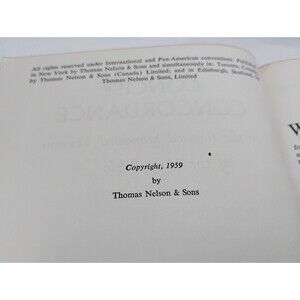 All rights reserved under International and Pan-American conventions. Published
in New York by Thomas Nelson & Sons and simultaneously in Toronto, Canada,
by Thomas Nelson & Sons (Canada) Limited; and in Edinburgh, Scotland, by
Thomas Nelson & Sons, Limited
CONCORDANCE
Copyright, 1959
by
Thomas Nelson & Sons